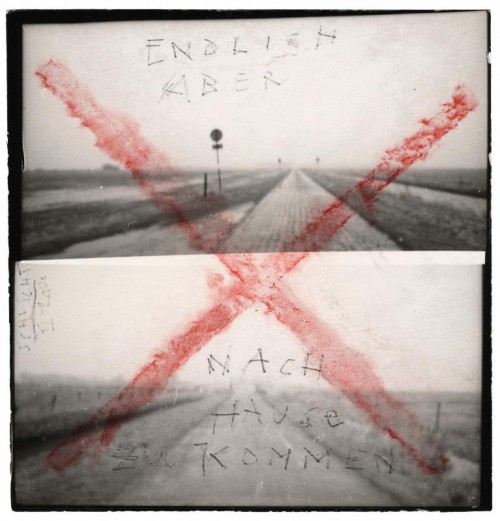 ENDLICH
ABER
NACH
HAUSE
ZU KOMMEN